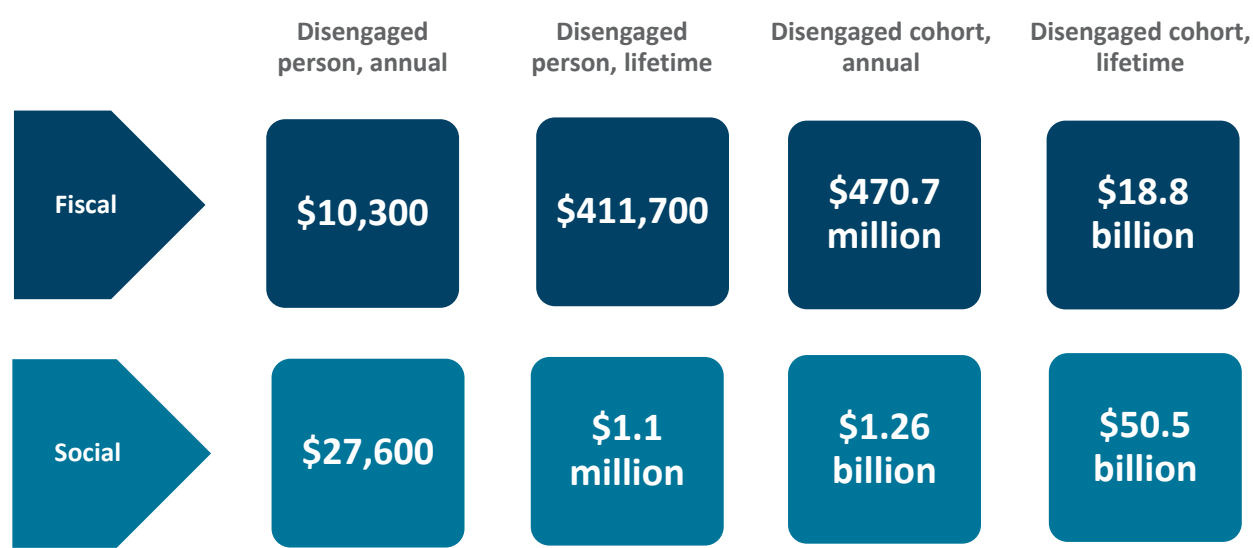 Disengaged
person, annual
Disengaged
person, lifetime
Disengaged cohort,
annual
Disengaged cohort,
lifetime
Fiscal
$10,300
$411,700
$470.7
million
$18.8
billion
Social
$27,600
$1.1
million
$1.26
billion
$50.5
billion